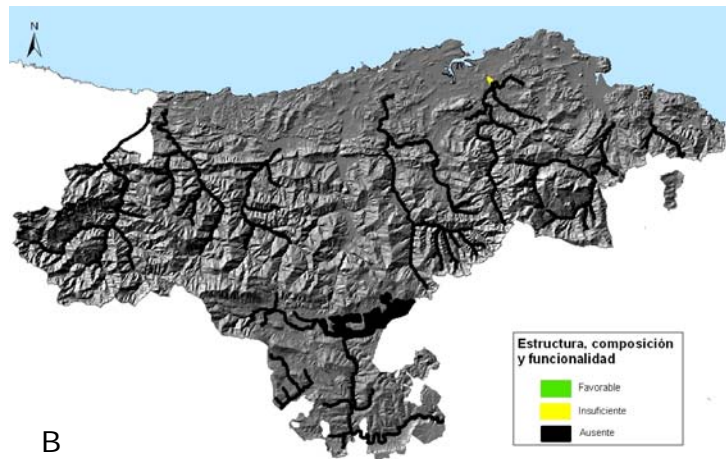 N
Estructura, composición
y funcionalidad
Favorable
Insuficiente
Ausente
B